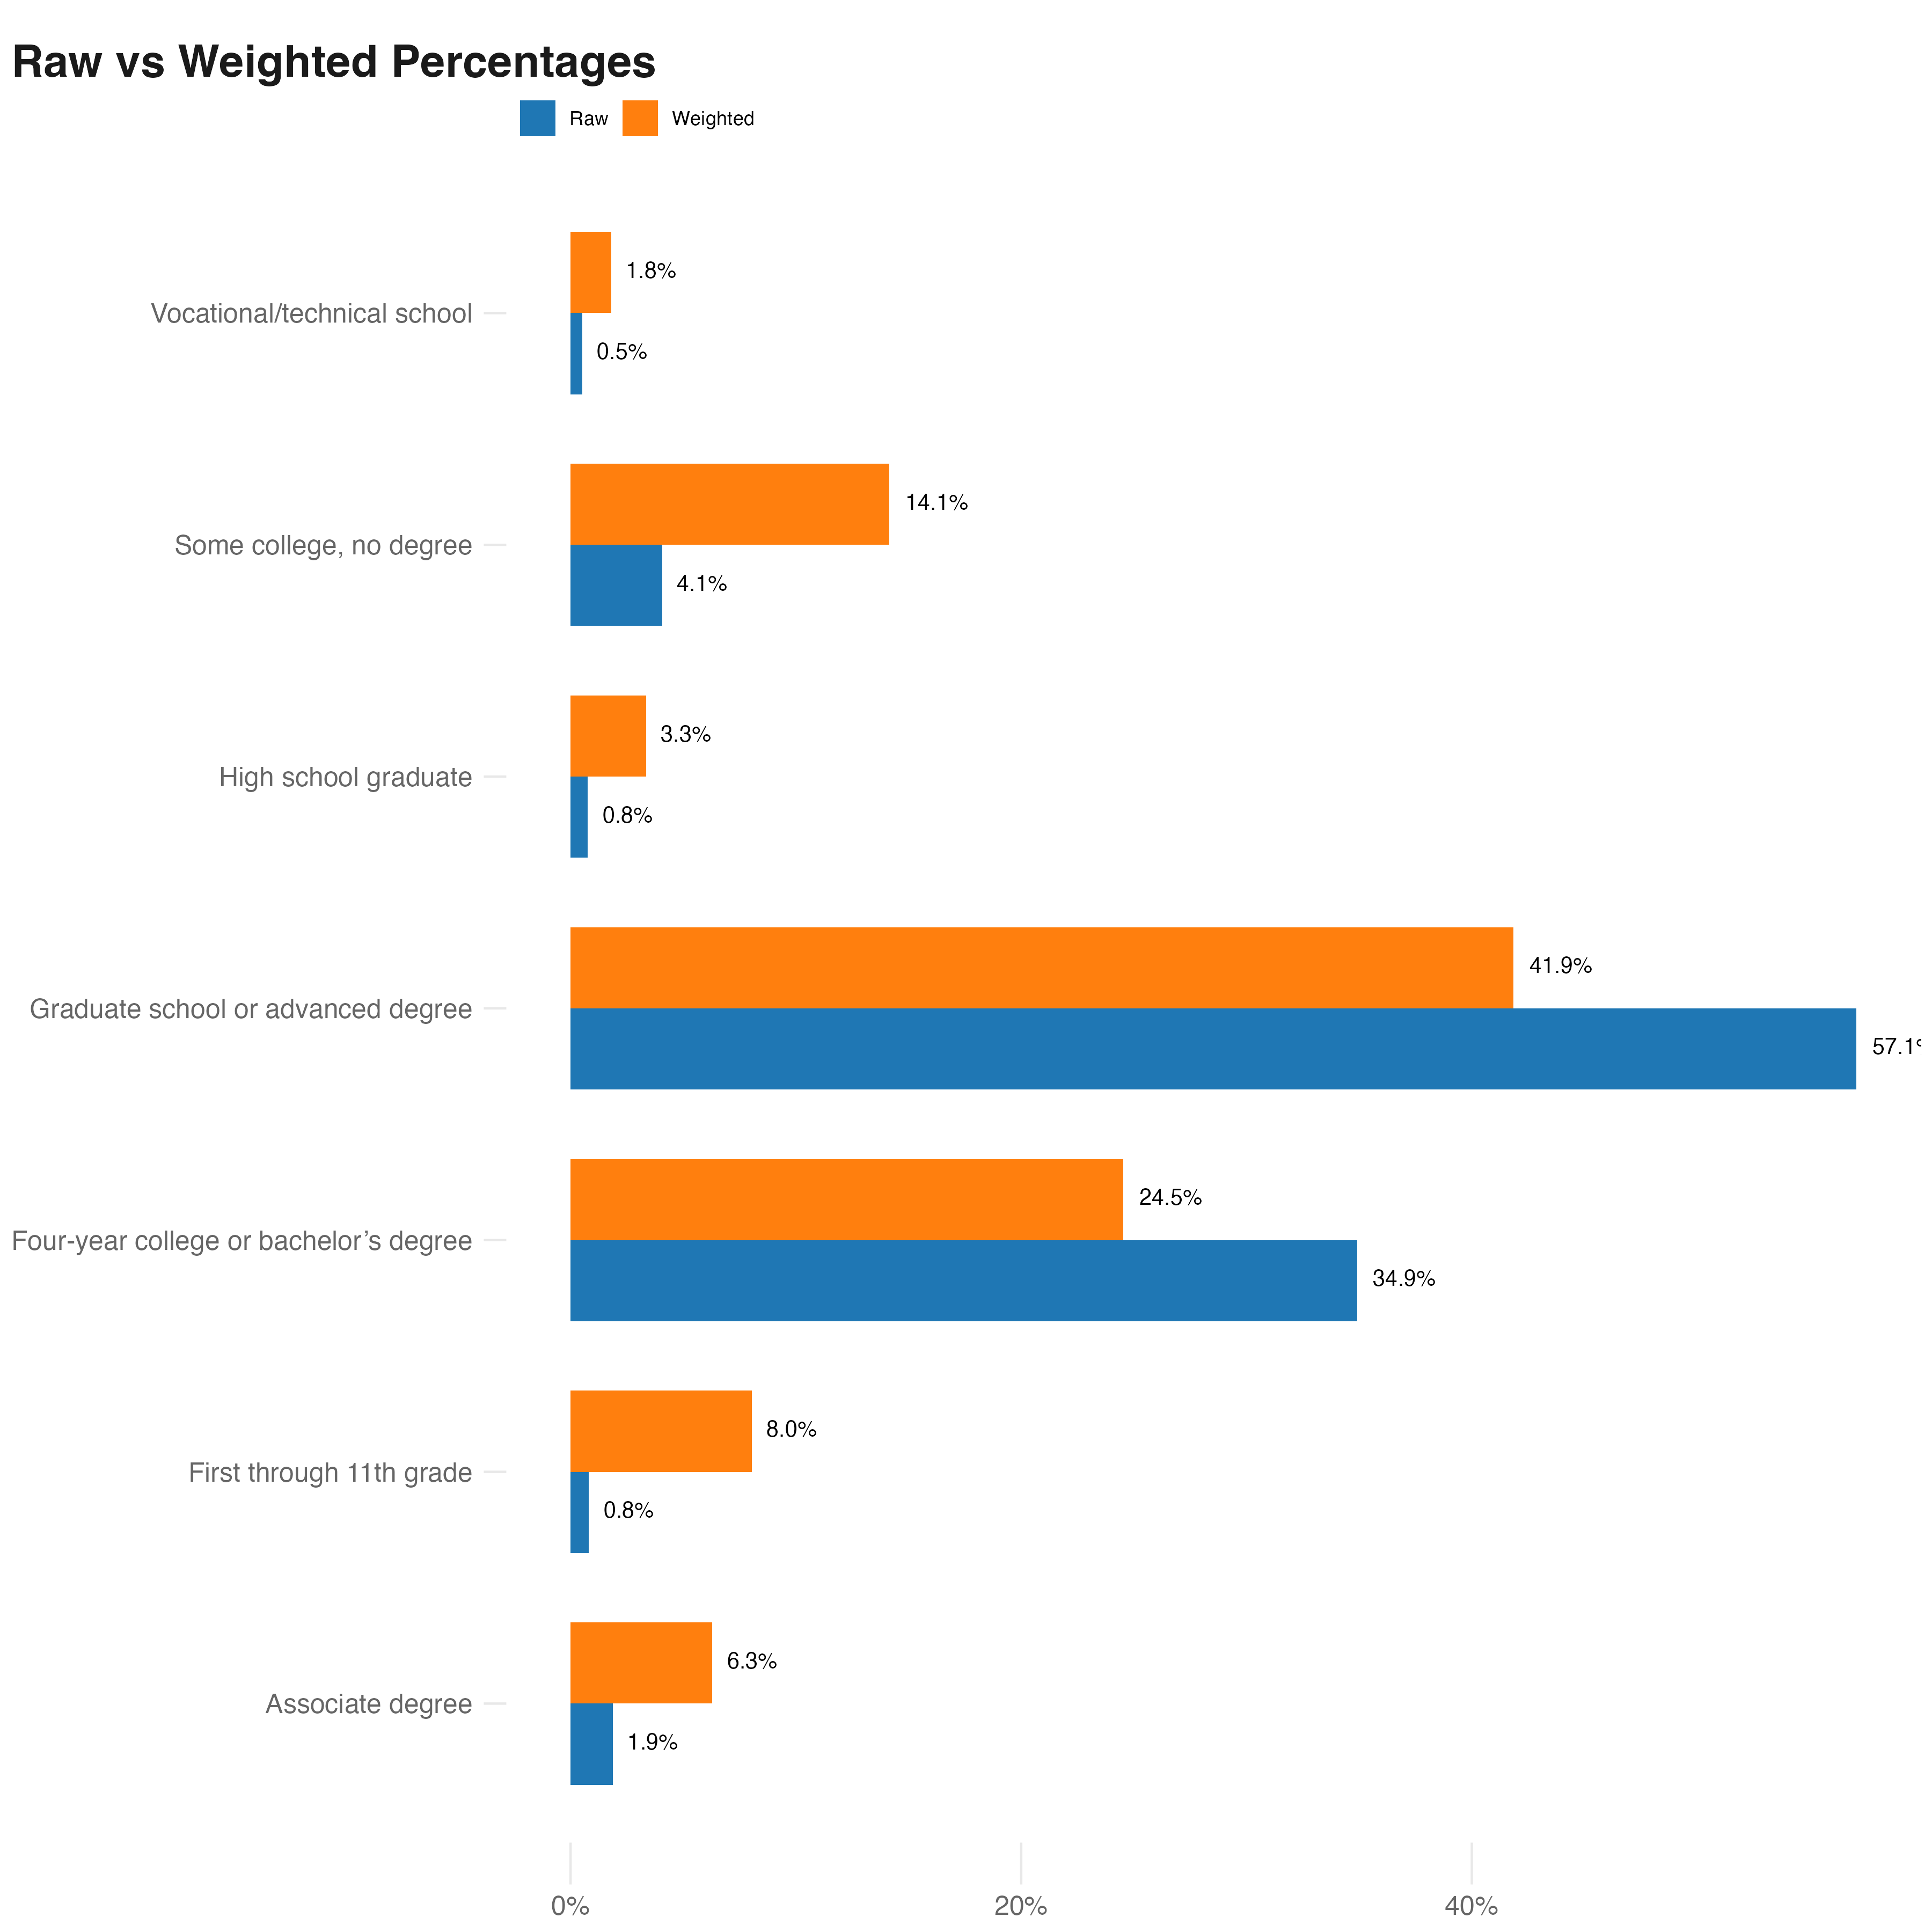 Raw vs Weighted Percentages
Raw Weighted
1.8%
Vocational/technical school
0.5%
14.1%
Some college, no degree
4.1%
3.3%
High school graduate
0.8%
41.9%
Graduate school or advanced degree
57.1%
24.5%
Four-year college or bachelor’s degree
34.9%
8.0%
First through 11th grade
0.8%
6.3%
Associate degree
1.9%
0% 20% 40%